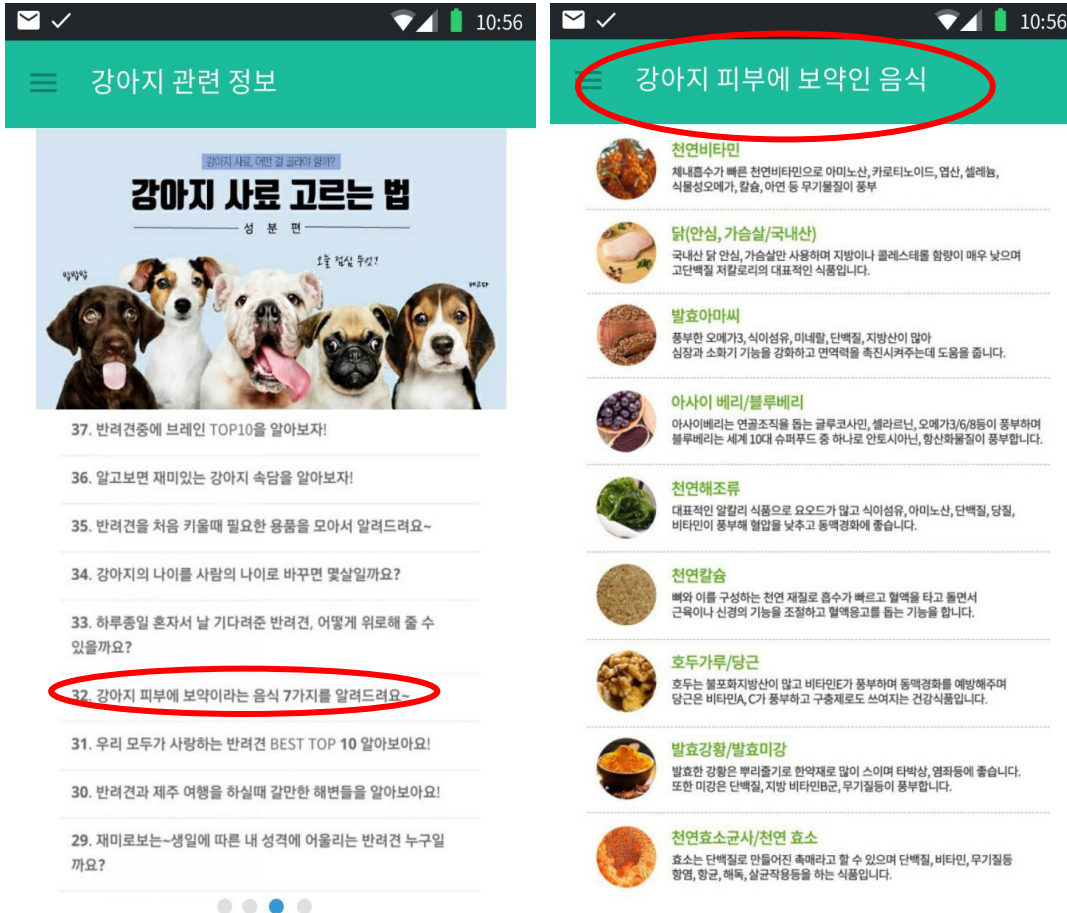 10:56
강아지 관련 정보
강아지 사료, 어떤 걸 골라야 할까?
강아지 사료 고르는 법
성 분 편
오늘 점심 무엇?
맘맘맘
배고파
37. 반려견중에 브레인 TOP10을 알아보자!
36. 알고보면 재미있는 강아지 속담을 알아보자!
35. 반려견을 처음 키울때 필요한 용품을 모아서 알려드려요~
34. 강아지의 나이를 사람의 나이로 바꾸면 몇살일까요?
33. 하루종일 혼자서 날 기다려준 반려견, 어떻게 위로해 줄 수
있을까요?
32. 강아지 피부에 보약이라는 음식 7가지를 알려드려요~
31. 우리 모두가 사랑하는 반려견 BEST TOP 10 알아보아요!
30. 반려견과 제주 여행을 하실때 갈만한 해변들을 알아보아요!
29. 재미로보는~생일에 따른 내 성격에 어울리는 반려견 누구일
까요?
10:56
강아지 피부에 보약인 음식
천연비타민
체내흡수가 빠른 천연비타민으로 아미노산, 카로티노이드, 엽산, 셀레늄,
식물성오메가, 칼슘, 아연 등 무기물질이 풍부
닭(안심, 가슴살/국내산)
국내산 닭 안심, 가슴살만 사용하며 지방이나 콜레스테롤 함량이 매우 낮으며
고단백질 저칼로리의 대표적인 식품입니다.
발효아마씨
풍부한 오메가3, 식이섬유, 미네랄, 단백질, 지방산이 많아
심장과 소화기 기능을 강화하고 면역력을 촉진시켜주는데 도움을 줍니다.
아사이 베리/블루베리
아사이베리는 연골조직을 돕는 글루코사민, 셀라르닌, 오메가3/6/8등이 풍부하며
블루베리는 세계 10대 슈퍼푸드 중 하나로 안토시아닌, 항산화물질이 풍부합니다.
천연해조류
대표적인 알칼리 식품으로 요오드가 많고 식이섬유, 아미노산, 단백질, 당질,
비타민이 풍부해 혈압을 낮추고 동맥경화에 좋습니다.
천연칼슘
뼈와 이를 구성하는 천연 재질로 흡수가 빠르고 혈액을 타고 돌면서
근육이나 신경의 기능을 조절하고 혈액응고를 돕는 기능을 합니다.
호두가루/당근
호두는 불포화지방산이 많고 비타민E가 풍부하며 동맥경화를 예방해주며
당근은 비타민A, C가 풍부하고 구충제로도 쓰여지는 건강식품입니다.
발효강황/발효미강
발효한 강황은 뿌리줄기로 한약재로 많이 스이며 타박상, 염좌등에 좋습니다.
또한 미강은 단백질, 지방 비타민B군, 무기질등이 풍부합니다.
천연효소균사/천연 효소
효소는 단백질로 만들어진 촉매라고 할 수 있으며 단백질, 비타민, 무기질등
항염, 항균, 해독, 살균작용등을 하는 식품입니다.